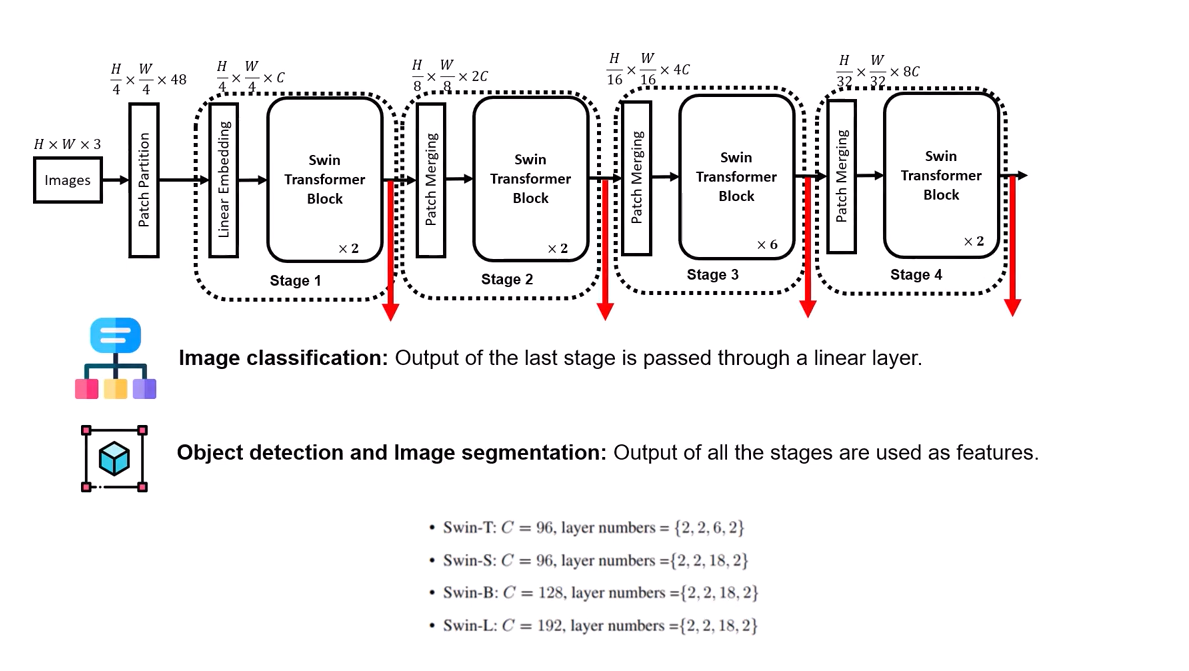 H/4 × W/4 × 48
H/4 × W/4 × C
H/8 × W/8 × 2C
H/16 × W/16 × 4C
H/32 × W/32 × 8C
H × W × 3
Images
Patch Partition
Linear Embedding
Swin
Transformer
Block
× 2
Stage 1
Patch Merging
Swin
Transformer
Block
× 2
Stage 2
Patch Merging
Swin
Transformer
Block
× 6
Stage 3
Patch Merging
Swin
Transformer
Block
× 2
Stage 4
Image classification: Output of the last stage is passed through a linear layer.
Object detection and Image segmentation: Output of all the stages are used as features.
• Swin-T: C = 96, layer numbers = {2, 2, 6, 2}
• Swin-S: C = 96, layer numbers ={2, 2, 18, 2}
• Swin-B: C = 128, layer numbers ={2, 2, 18, 2}
• Swin-L: C = 192, layer numbers ={2, 2, 18, 2}